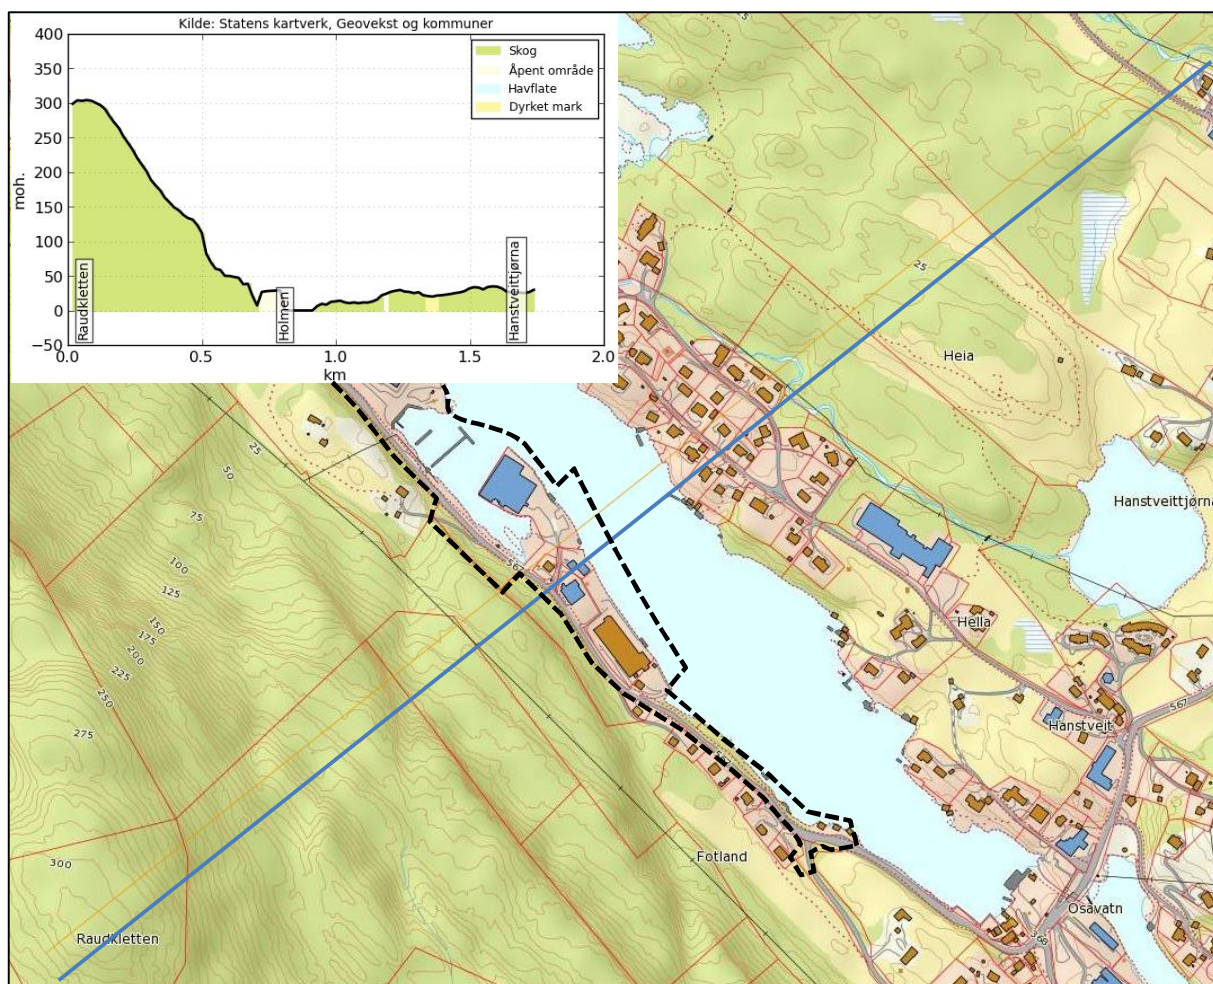 Kilde: Statens kartverk, Geovekst og kommuner
400
350
300
250
200
150
100
50
0
−50
moh.
0.0
0.5
1.0
1.5
2.0
km
Raudkletten
Holmen
Hanstveittjørna
Skog
Åpent område
Havflate
Dyrket mark
25
Heia
25
50
75
100
125
150
175
200
225
250
275
300
Hanstveittjørna
Hella
Hanstveit
567
Fotland
Osavatn
Raudkletten